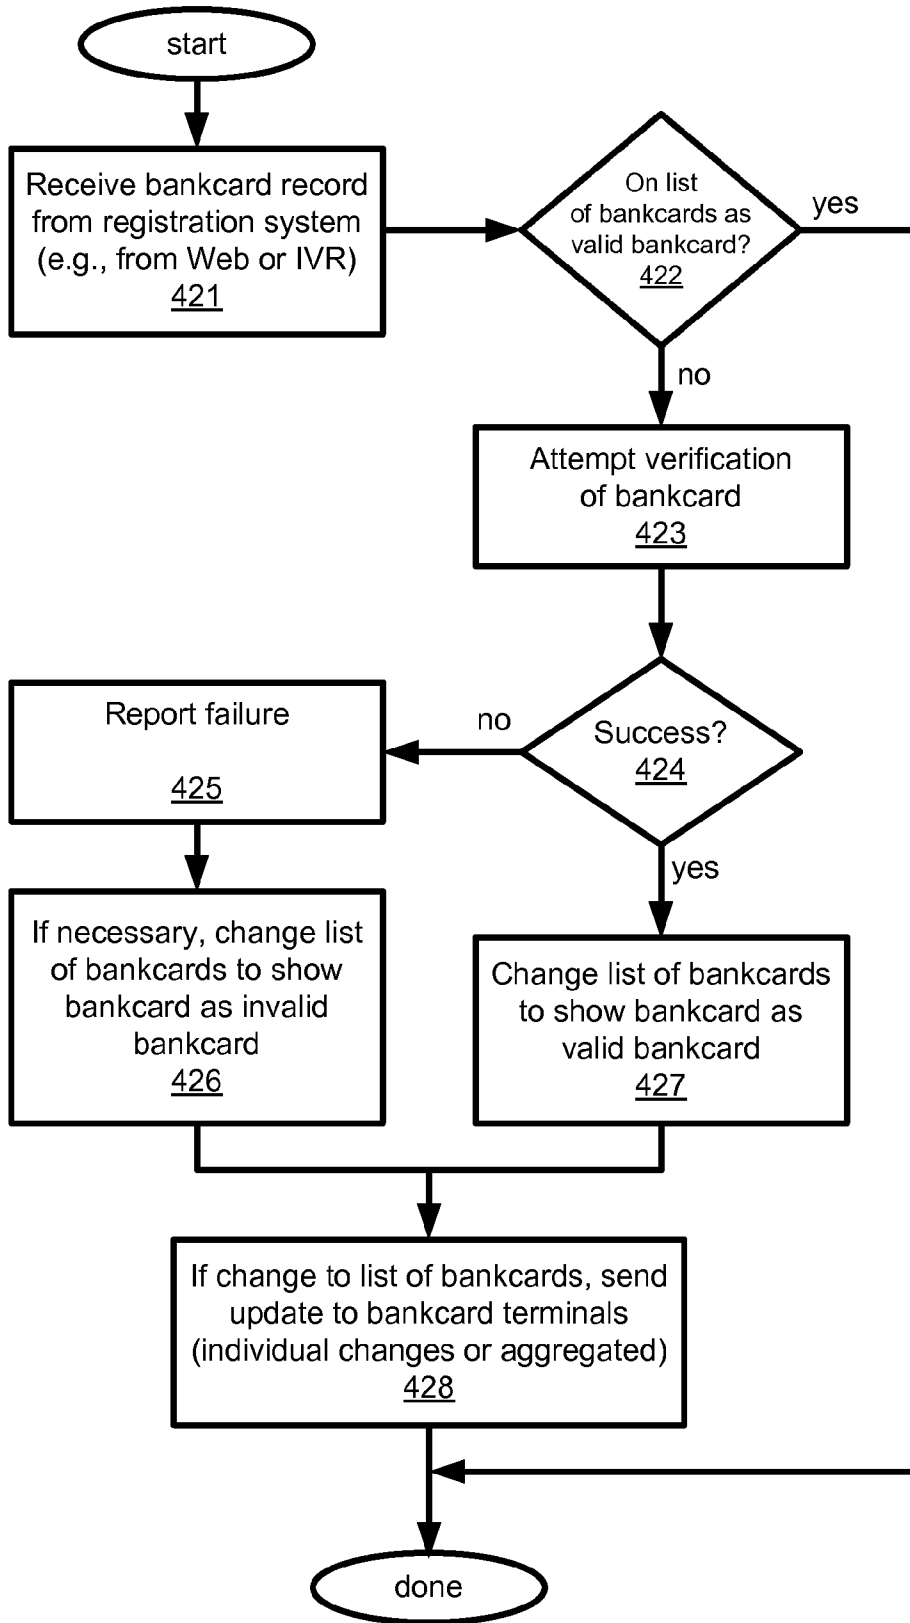 start
Receive bankcard record
from registration system
(e.g., from Web or IVR)
421
On list
of bankcards as
valid bankcard?
422
yes
no
Attempt verification
of bankcard
423
Success?
424
no
yes
Report failure
425
If necessary, change list
of bankcards to show
bankcard as invalid
bankcard
426
Change list of bankcards
to show bankcard as
valid bankcard
427
If change to list of bankcards, send
update to bankcard terminals
(individual changes or aggregated)
428
done